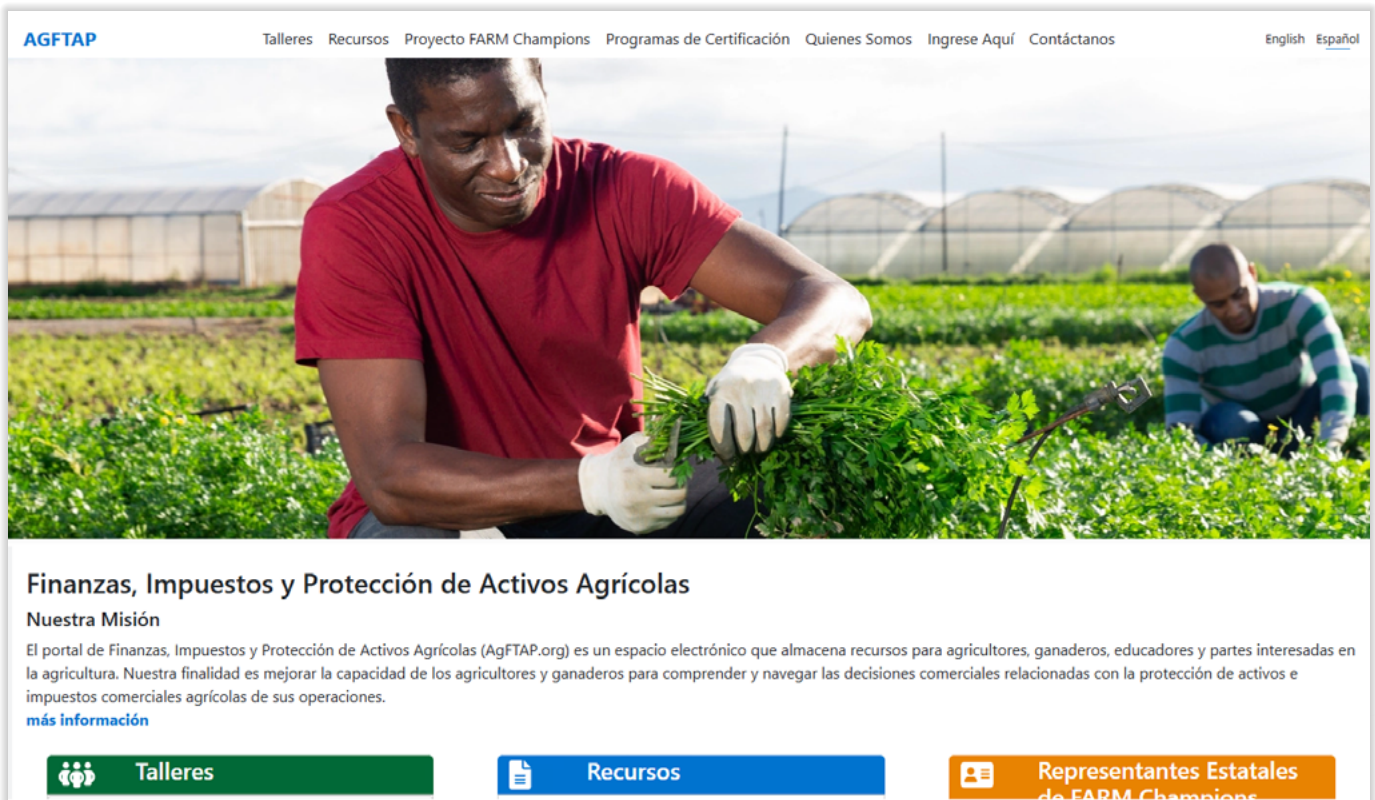 AGFTAP
Talleres Recursos Proyecto FARM Champions Programas de Certificación Quienes Somos Ingrese Aquí Contáctanos
English Español
Finanzas, Impuestos y Protección de Activos Agrícolas
Nuestra Misión
El portal de Finanzas, Impuestos y Protección de Activos Agrícolas (AgFTAP.org) es un espacio electrónico que almacena recursos para agricultores, ganaderos, educadores y partes interesadas en
la agricultura. Nuestra finalidad es mejorar la capacidad de los agricultores y ganaderos para comprender y navegar las decisiones comerciales relacionadas con la protección de activos e
impuestos comerciales agrícolas de sus operaciones.
más información
Talleres
Recursos
Representantes Estatales
de FARM Champions